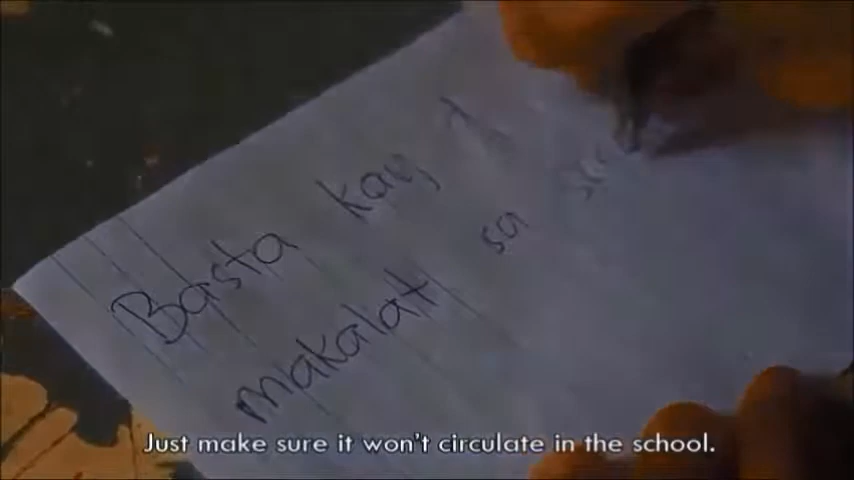 Basta kay
makalat sa
Just make sure it won't circulate in the school.